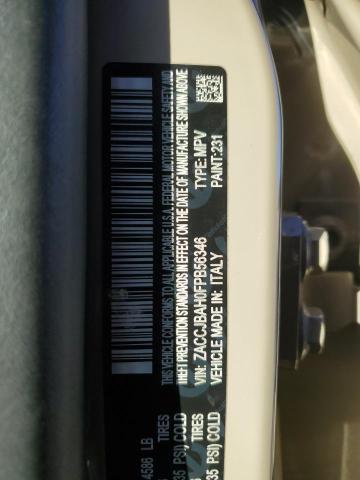 4586 LB
TIRES
35 PSI) COLD
TIRES
35 PSI) COLD
THIS VEHICLE CONFORMS TO ALL APPLICABLE U.S.A. FEDERAL MOTOR VEHICLE SAFETY AND
THEFT PREVENTION STANDARDS IN EFFECT ON THE DATE OF MANUFACTURE SHOWN ABOVE
VIN: ZACCJBAH0FPB56346 TYPE: MPV
VEHICLE MADE IN: ITALY PAINT: 231